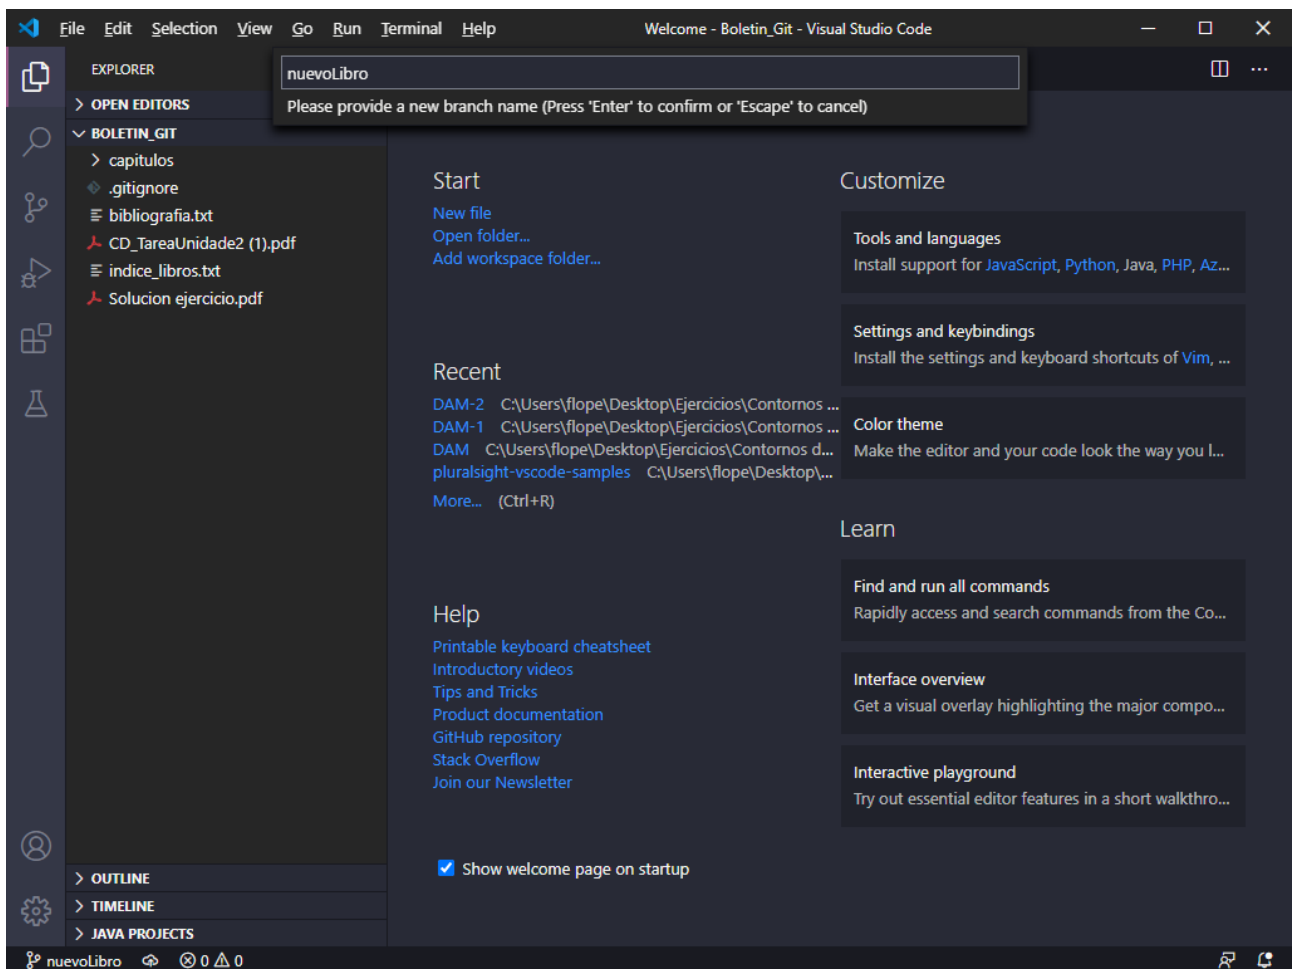 File Edit Selection View Go Run Terminal Help Welcome - Boletin_Git - Visual Studio Code
EXPLORER
nuevoLibro
Please provide a new branch name (Press 'Enter' to confirm or 'Escape' to cancel)
OPEN EDITORS
BOLETIN_GIT
capitulos
.gitignore
bibliografia.txt
CD_TareaUnidade2 (1).pdf
indice_libros.txt
Solucion ejercicio.pdf
OUTLINE
TIMELINE
JAVA PROJECTS
Start
New file
Open folder...
Add workspace folder...
Recent
DAM-2 C:\Users\flope\Desktop\Ejercicios\Contornos ...
DAM-1 C:\Users\flope\Desktop\Ejercicios\Contornos ...
DAM C:\Users\flope\Desktop\Ejercicios\Contornos d...
pluralsight-vscode-samples C:\Users\flope\Desktop\...
More... (Ctrl+R)
Help
Printable keyboard cheatsheet
Introductory videos
Tips and Tricks
Product documentation
GitHub repository
Stack Overflow
Join our Newsletter
Show welcome page on startup
Customize
Tools and languages
Install support for JavaScript, Python, Java, PHP, Az...
Settings and keybindings
Install the settings and keyboard shortcuts of Vim, ...
Color theme
Make the editor and your code look the way you l...
Learn
Find and run all commands
Rapidly access and search commands from the Co...
Interface overview
Get a visual overlay highlighting the major compo...
Interactive playground
Try out essential editor features in a short walkthro...
nuevoLibro 0 0